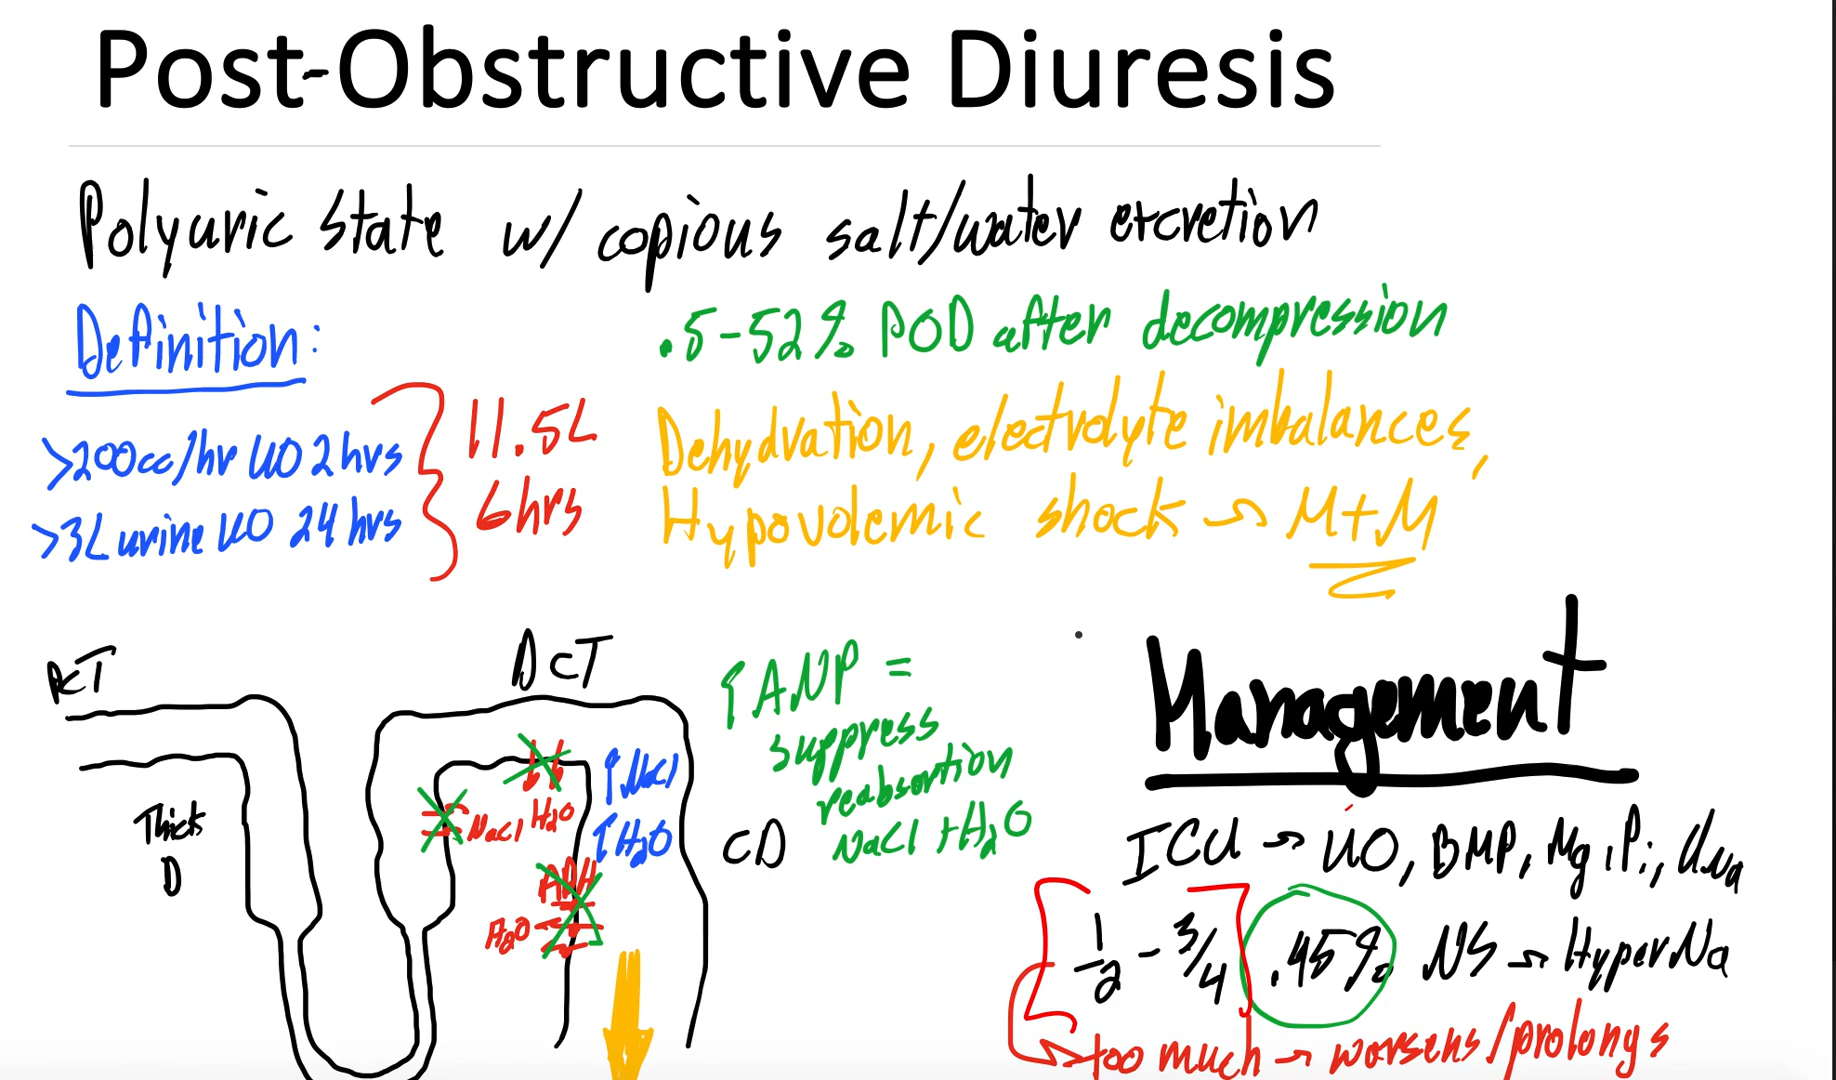 Post-Obstructive Diuresis
Polyuric state w/ copious salt/water excretion
Definition:
.5-52% POD after decompression
>200cc/hr UO 2hrs
>3L urine UO 24 hrs
11.5L
6hrs
Dehydration, electrolyte imbalances,
Hypovolemic shock → M+M
PCT
DCT
Thick
D
NaCl
H2O
↑NaCl
↑H2O
ADH
H2O
CD
↑ANP =
suppress
reabsortion
NaCl + H2O
Management
ICU → UO, BMP, Mg, Pi, UNa
1/2 - 3/4 .45% NS → HyperNa
too much → worsens/prolongs